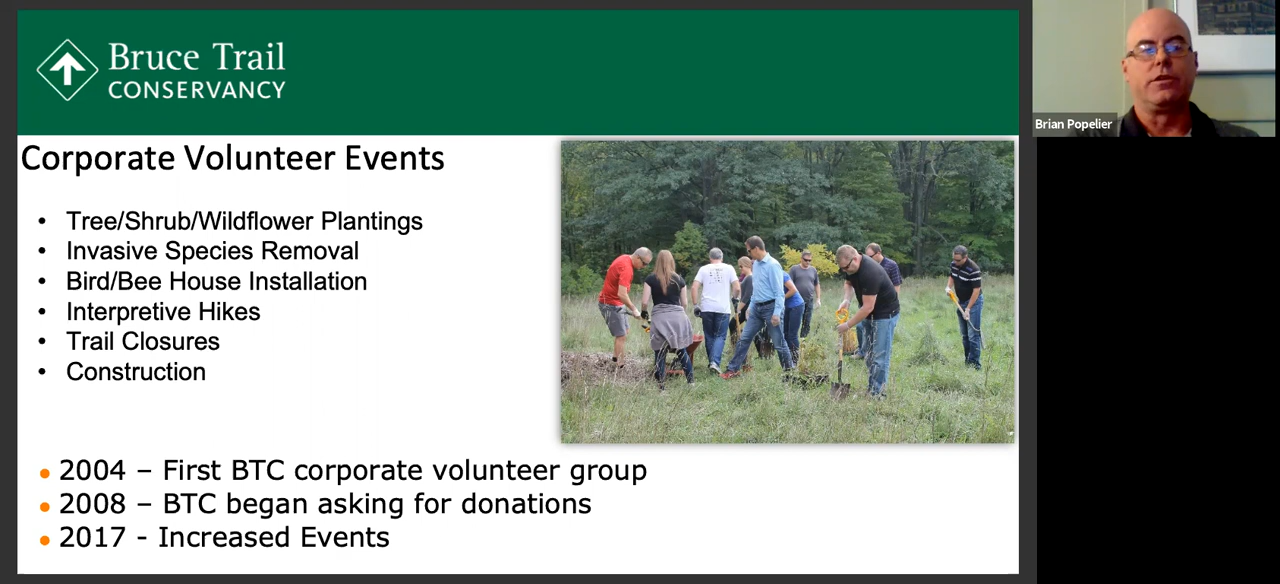 Bruce Trail
CONSERVANCY
Corporate Volunteer Events
• Tree/Shrub/Wildflower Plantings
• Invasive Species Removal
• Bird/Bee House Installation
• Interpretive Hikes
• Trail Closures
• Construction
• 2004 – First BTC corporate volunteer group
• 2008 – BTC began asking for donations
• 2017 - Increased Events
Brian Popelier